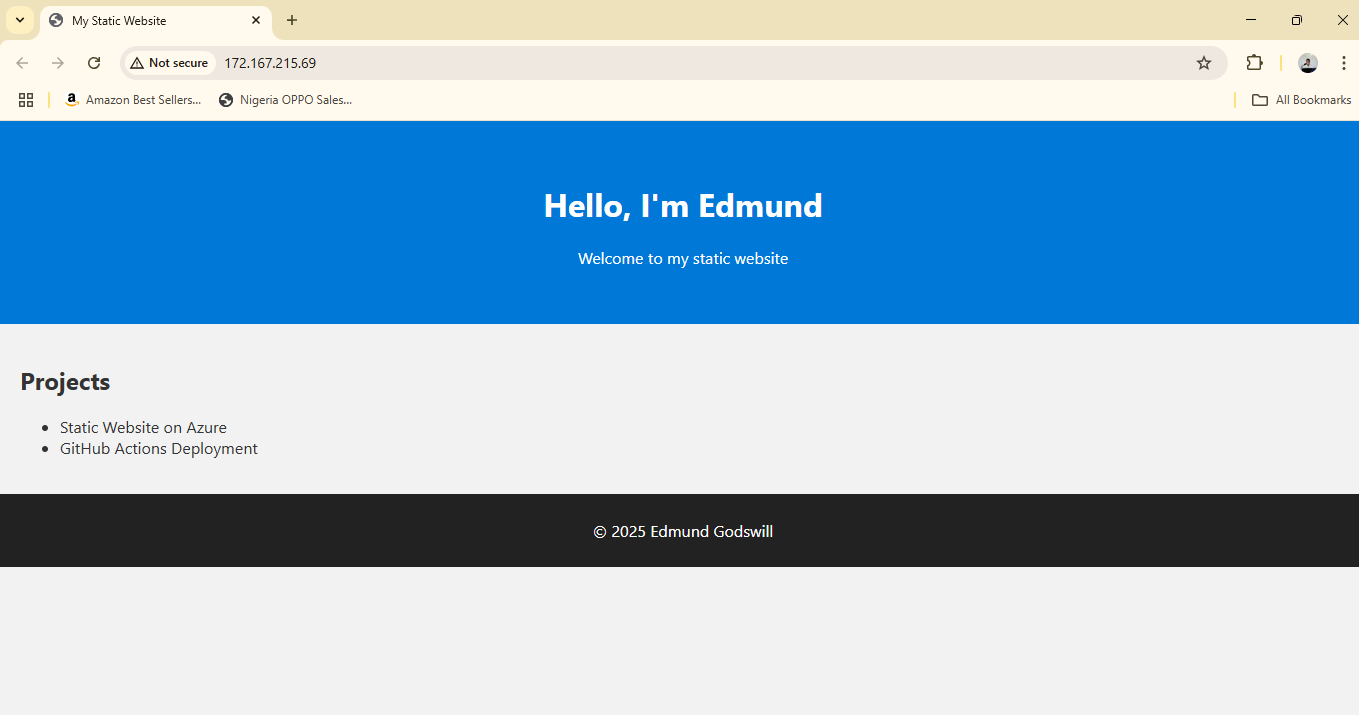 My Static Website
Not secure
172.167.215.69
Amazon Best Sellers...
Nigeria OPPO Sales...
All Bookmarks
Hello, I'm Edmund
Welcome to my static website
Projects
Static Website on Azure
GitHub Actions Deployment
© 2025 Edmund Godswill